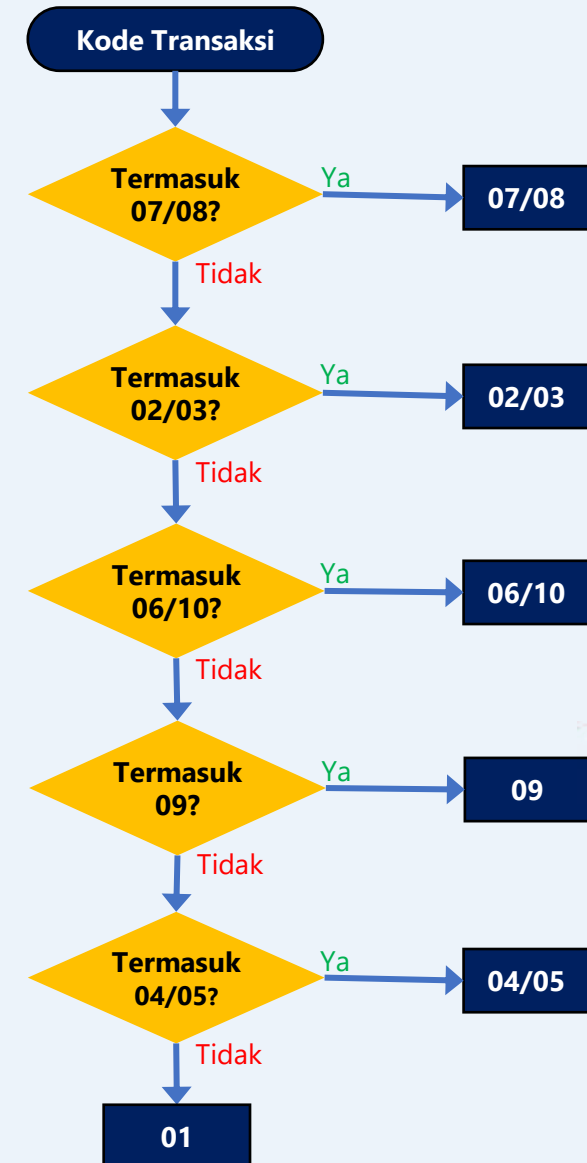 Kode Transaksi
Termasuk
07/08?
Ya
07/08
Tidak
Termasuk
02/03?
Ya
02/03
Tidak
Termasuk
06/10?
Ya
06/10
Tidak
Termasuk
09?
Ya
09
Tidak
Termasuk
04/05?
Ya
04/05
Tidak
01